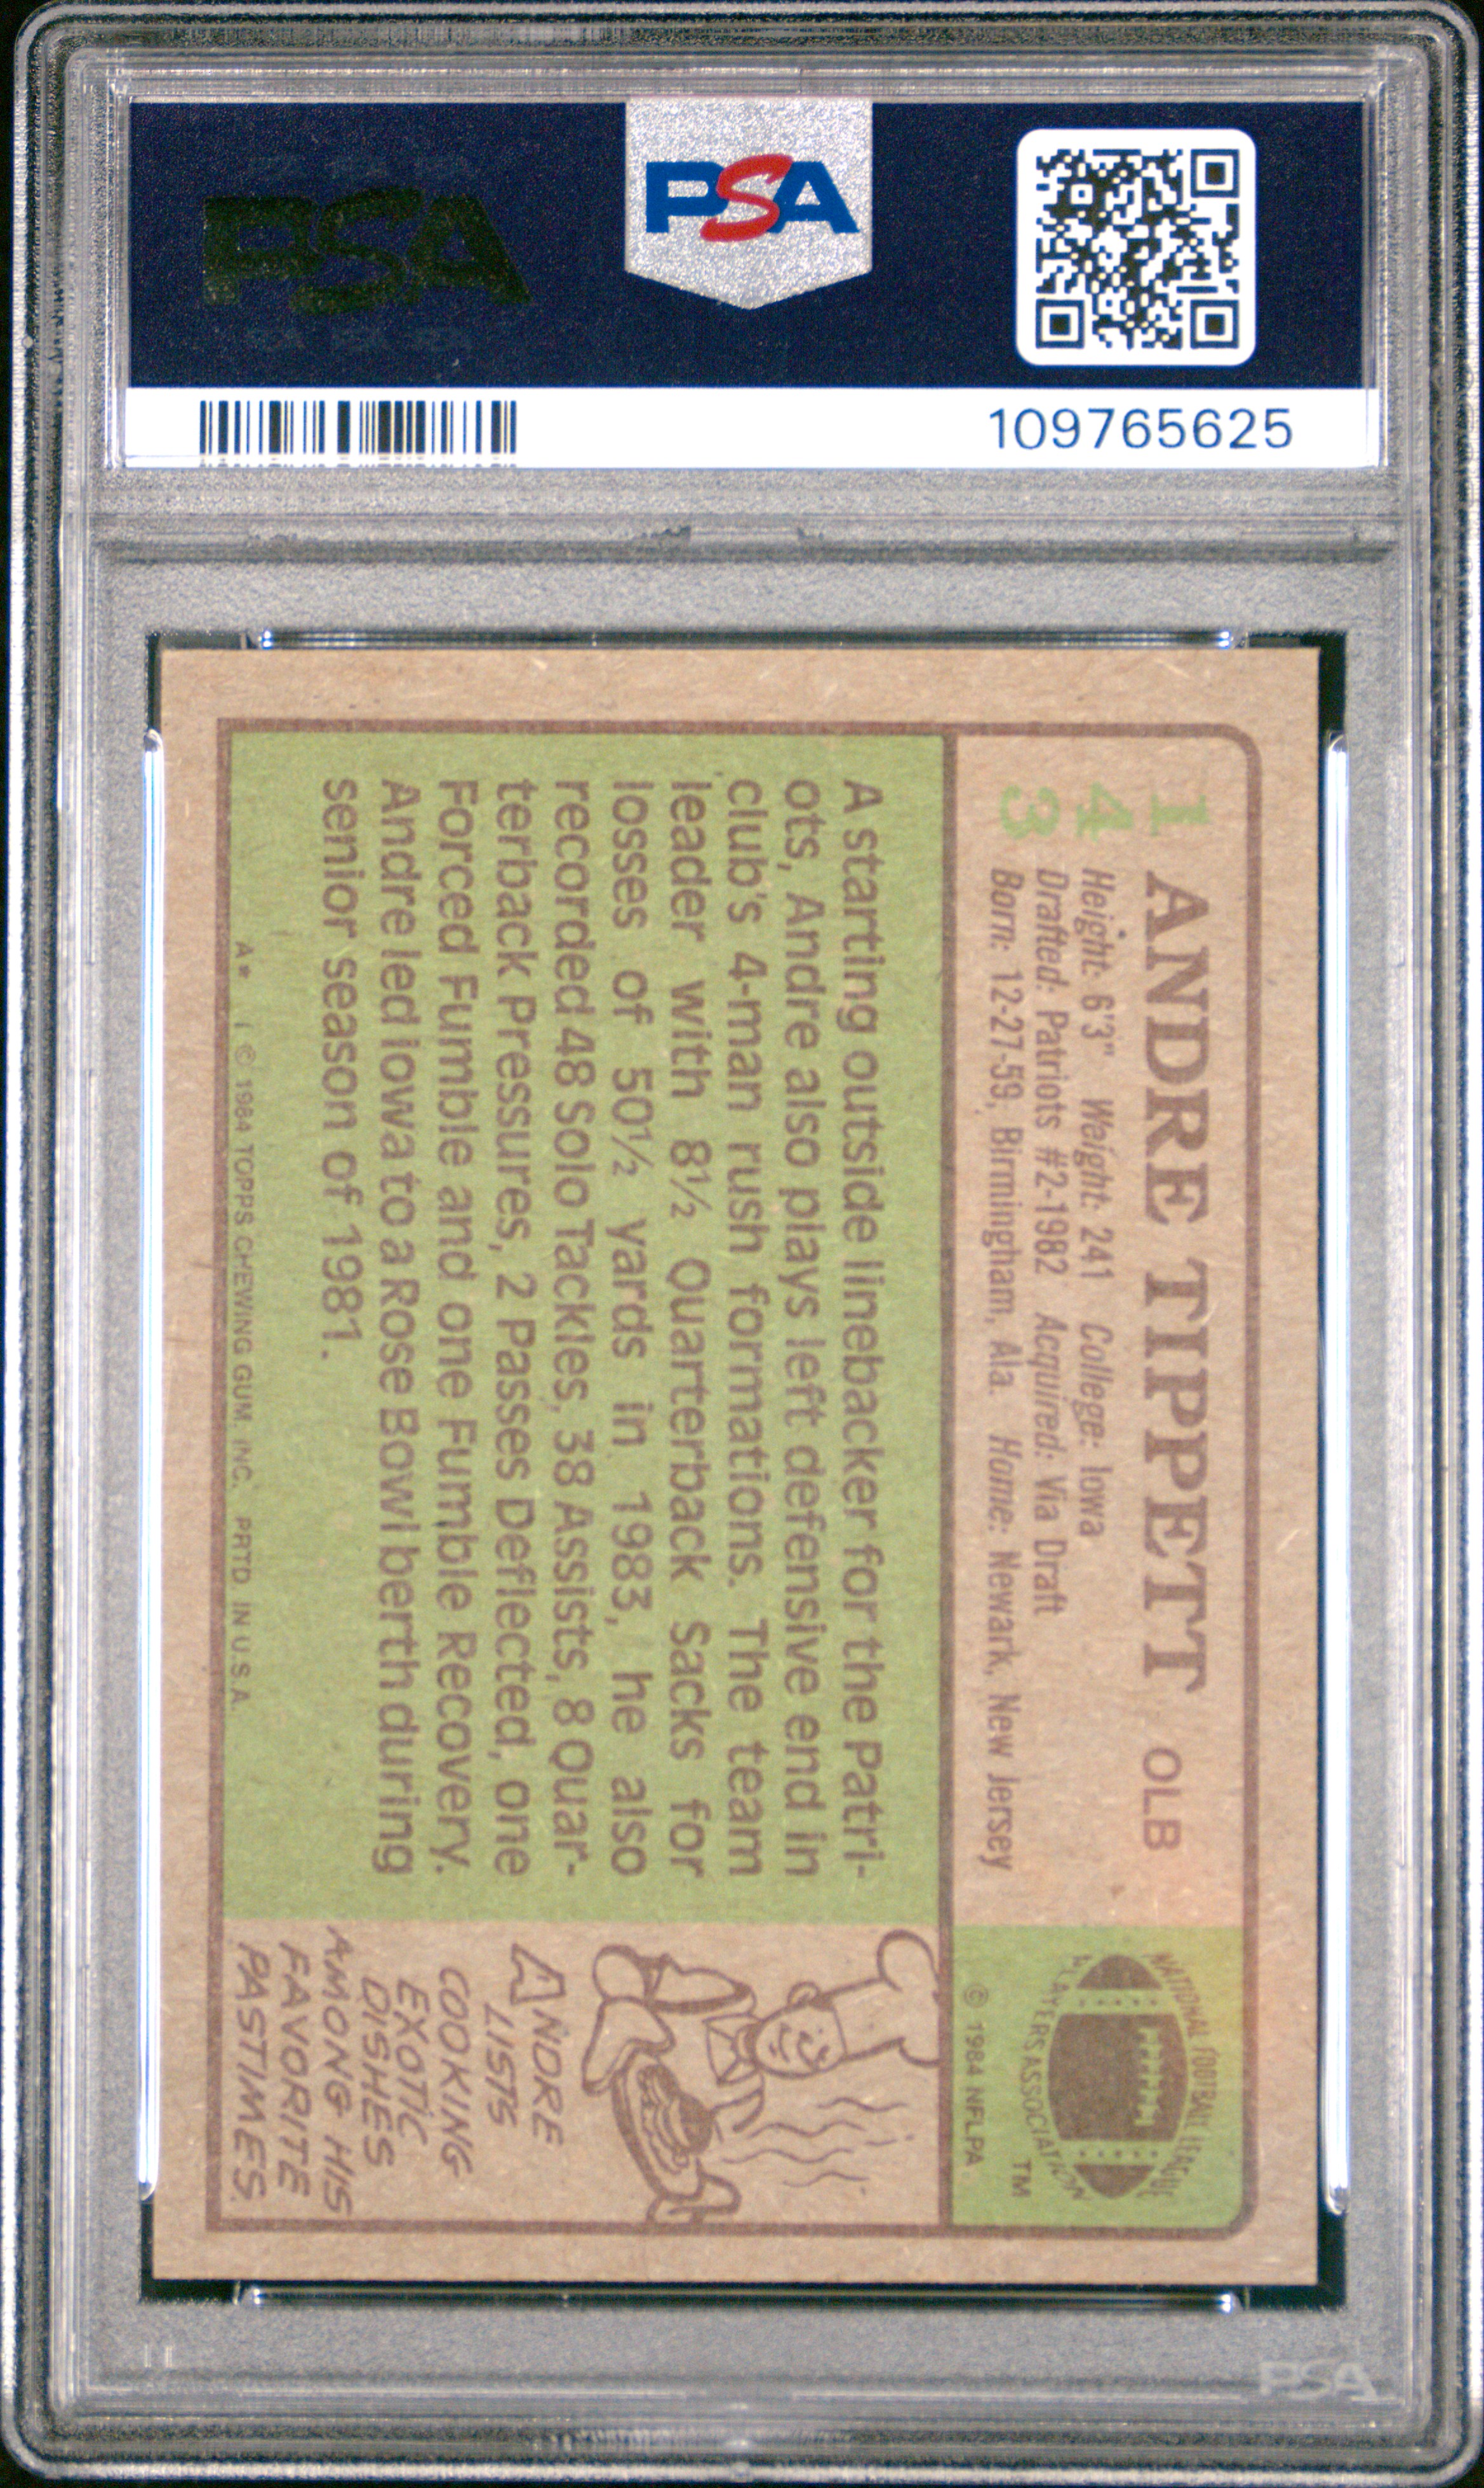 PSA
PSA
109765625
143
ANDRE TIPPETT OLB
Height: 6'3" Weight: 241 College: Iowa
Drafted: Patriots #2-1982 Acquired: Via Draft
Born: 12-27-59, Birmingham, Ala. Home: Newark, New Jersey
NATIONAL FOOTBALL LEAGUE
PLAYERS ASSOCIATION
TM
© 1984 NFLPA
A starting outside linebacker for the Patri-
ots, Andre also plays left defensive end in
club's 4-man rush formations. The team
leader with 8½ Quarterback Sacks for
losses of 50½ yards in 1983, he also
recorded 48 Solo Tackles, 38 Assists, 8 Quar-
terback Pressures, 2 Passes Deflected, one
Forced Fumble and one Fumble Recovery.
Andre led Iowa to a Rose Bowl berth during
senior season of 1981.
ANDRE
LISTS
COOKING
EXOTIC
DISHES
AMONG HIS
FAVORITE
PASTIMES.
A* I © 1984 TOPPS CHEWING GUM, INC. PRTD. IN U.S.A.
PSA